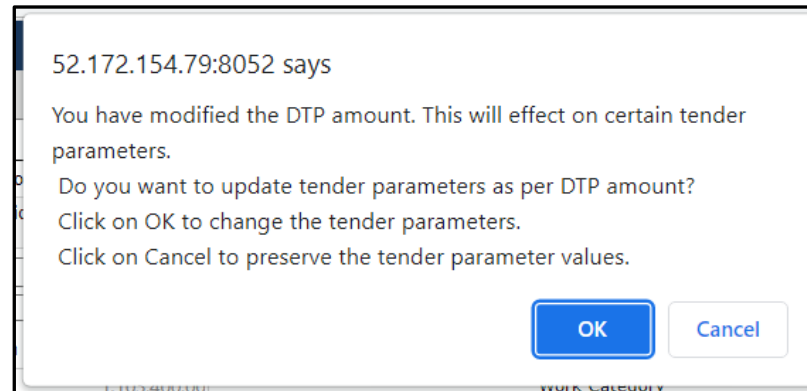 52.172.154.79:8052 says
You have modified the DTP amount. This will effect on certain tender
parameters.
Do you want to update tender parameters as per DTP amount?
Click on OK to change the tender parameters.
Click on Cancel to preserve the tender parameter values.
OK Cancel
Work Category